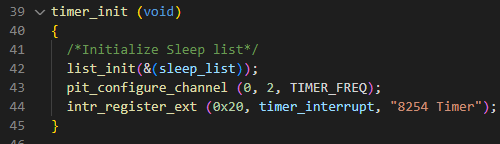 39 timer_init (void)
40 {
41 /*Initialize Sleep list*/
42 list_init(&(sleep_list));
43 pit_configure_channel (0, 2, TIMER_FREQ);
44 intr_register_ext (0x20, timer_interrupt, "8254 Timer");
45 }